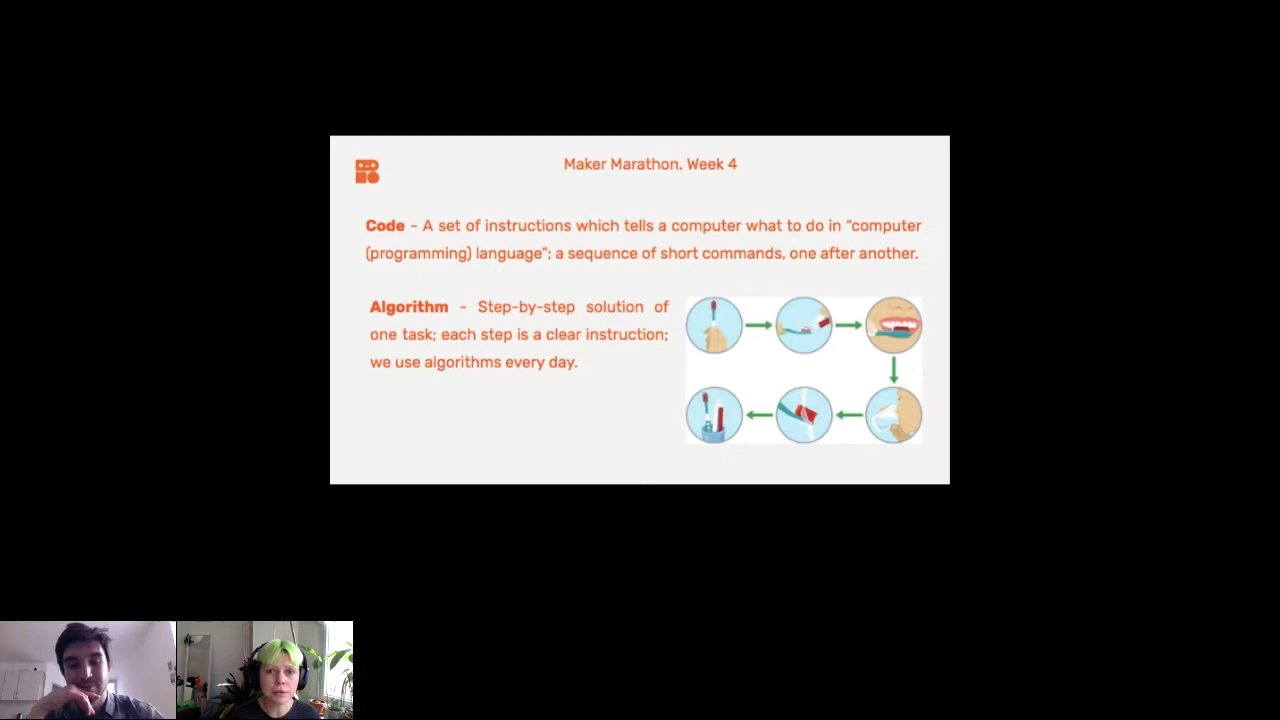 Maker Marathon. Week 4
Code - A set of instructions which tells a computer what to do in “computer
(programming) language”; a sequence of short commands, one after another.
Algorithm - Step-by-step solution of
one task; each step is a clear instruction;
we use algorithms every day.